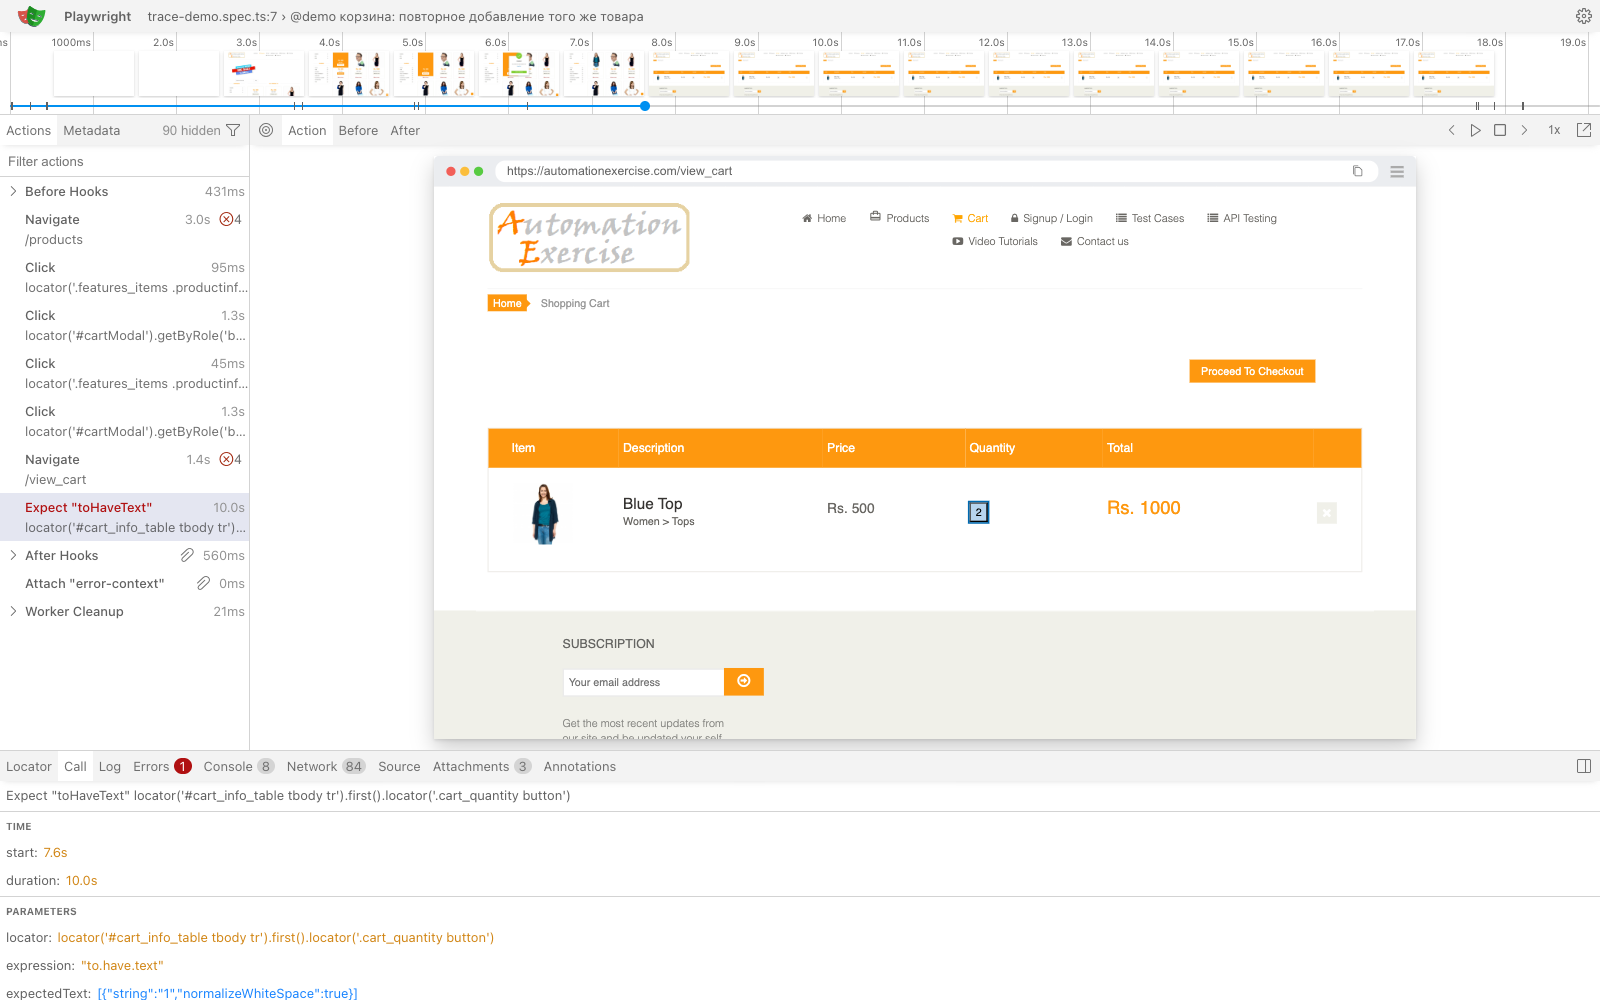 Playwright trace-demo.spec.ts:7 › @demo корзина: повторное добавление того же товара
1000ms 2.0s 3.0s 4.0s 5.0s 6.0s 7.0s 8.0s 9.0s 10.0s 11.0s 12.0s 13.0s 14.0s 15.0s 16.0s 17.0s 18.0s 19.0s
Actions Metadata 90 hidden
Action Before After
1x
Filter actions
Before Hooks 431ms
Navigate 3.0s 4
/products
Click 95ms
locator('.features_items .productinf...
Click 1.3s
locator('#cartModal').getByRole('b...
Click 45ms
locator('.features_items .productinf...
Click 1.3s
locator('#cartModal').getByRole('b...
Navigate 1.4s 4
/view_cart
Expect "toHaveText" 10.0s
locator('#cart_info_table tbody tr')...
After Hooks 560ms
Attach "error-context" 0ms
Worker Cleanup 21ms
https://automationexercise.com/view_cart
Automation
Exercise
Home Products Cart Signup / Login Test Cases API Testing
Video Tutorials Contact us
Home Shopping Cart
Proceed To Checkout
Item Description Price Quantity Total
Blue Top Rs. 500 2 Rs. 1000
Women > Tops
SUBSCRIPTION
Your email address
Get the most recent updates from
our site and be updated your self
Locator Call Log Errors 1 Console 8 Network 84 Source Attachments 3 Annotations
Expect "toHaveText" locator('#cart_info_table tbody tr').first().locator('.cart_quantity button')
TIME
start: 7.6s
duration: 10.0s
PARAMETERS
locator: locator('#cart_info_table tbody tr').first().locator('.cart_quantity button')
expression: "to.have.text"
expectedText: [{"string":"1","normalizeWhiteSpace":true}]